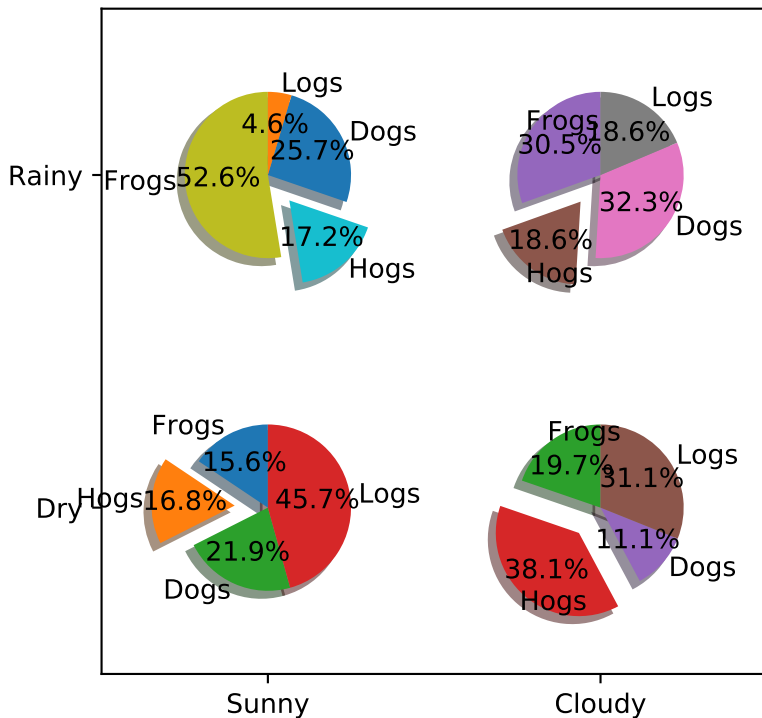 Logs
4.6%
Dogs
25.7%
Frogs
52.6%
17.2%
Hogs
Rainy
Frogs
30.5%
18.6%
Logs
32.3%
Dogs
18.6%
Hogs
Frogs
15.6%
Hogs
16.8%
45.7%
Logs
21.9%
Dogs
Dry
Frogs
19.7%
31.1%
Logs
11.1%
Dogs
38.1%
Hogs
Sunny
Cloudy